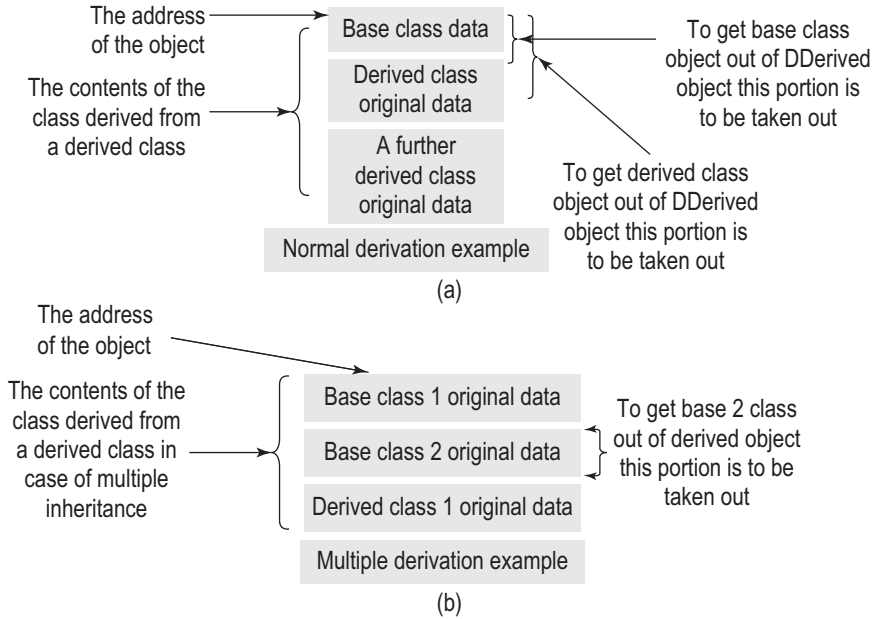 The address
of the object
Base class data
To get base class
object out of DDerived
object this portion is
to be taken out
The contents of the
class derived from
a derived class
Derived class
original data
A further
derived class
original data
To get derived class
object out of DDerived
object this portion is
to be taken out
Normal derivation example
(a)
The address
of the object
The contents of the
class derived from
a derived class in
case of multiple
inheritance
Base class 1 original data
Base class 2 original data
Derived class 1 original data
To get base 2 class
out of derived object
this portion is to be
taken out
Multiple derivation example
(b)